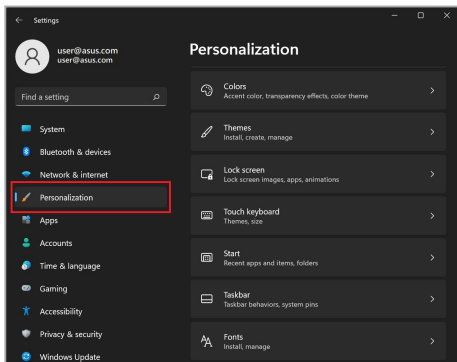 Settings
user@asus.com
user@asus.com
Find a setting
System
Bluetooth & devices
Network & internet
Personalization
Apps
Accounts
Time & language
Gaming
Accessibility
Privacy & security
Windows Update
Personalization
Colors
Accent color, transparency effects, color theme
Themes
Install, create, manage
Lock screen
Lock screen images, apps, animations
Touch keyboard
Themes, size
Start
Recent apps and items, folders
Taskbar
Taskbar behaviors, system pins
Fonts
Install, manage